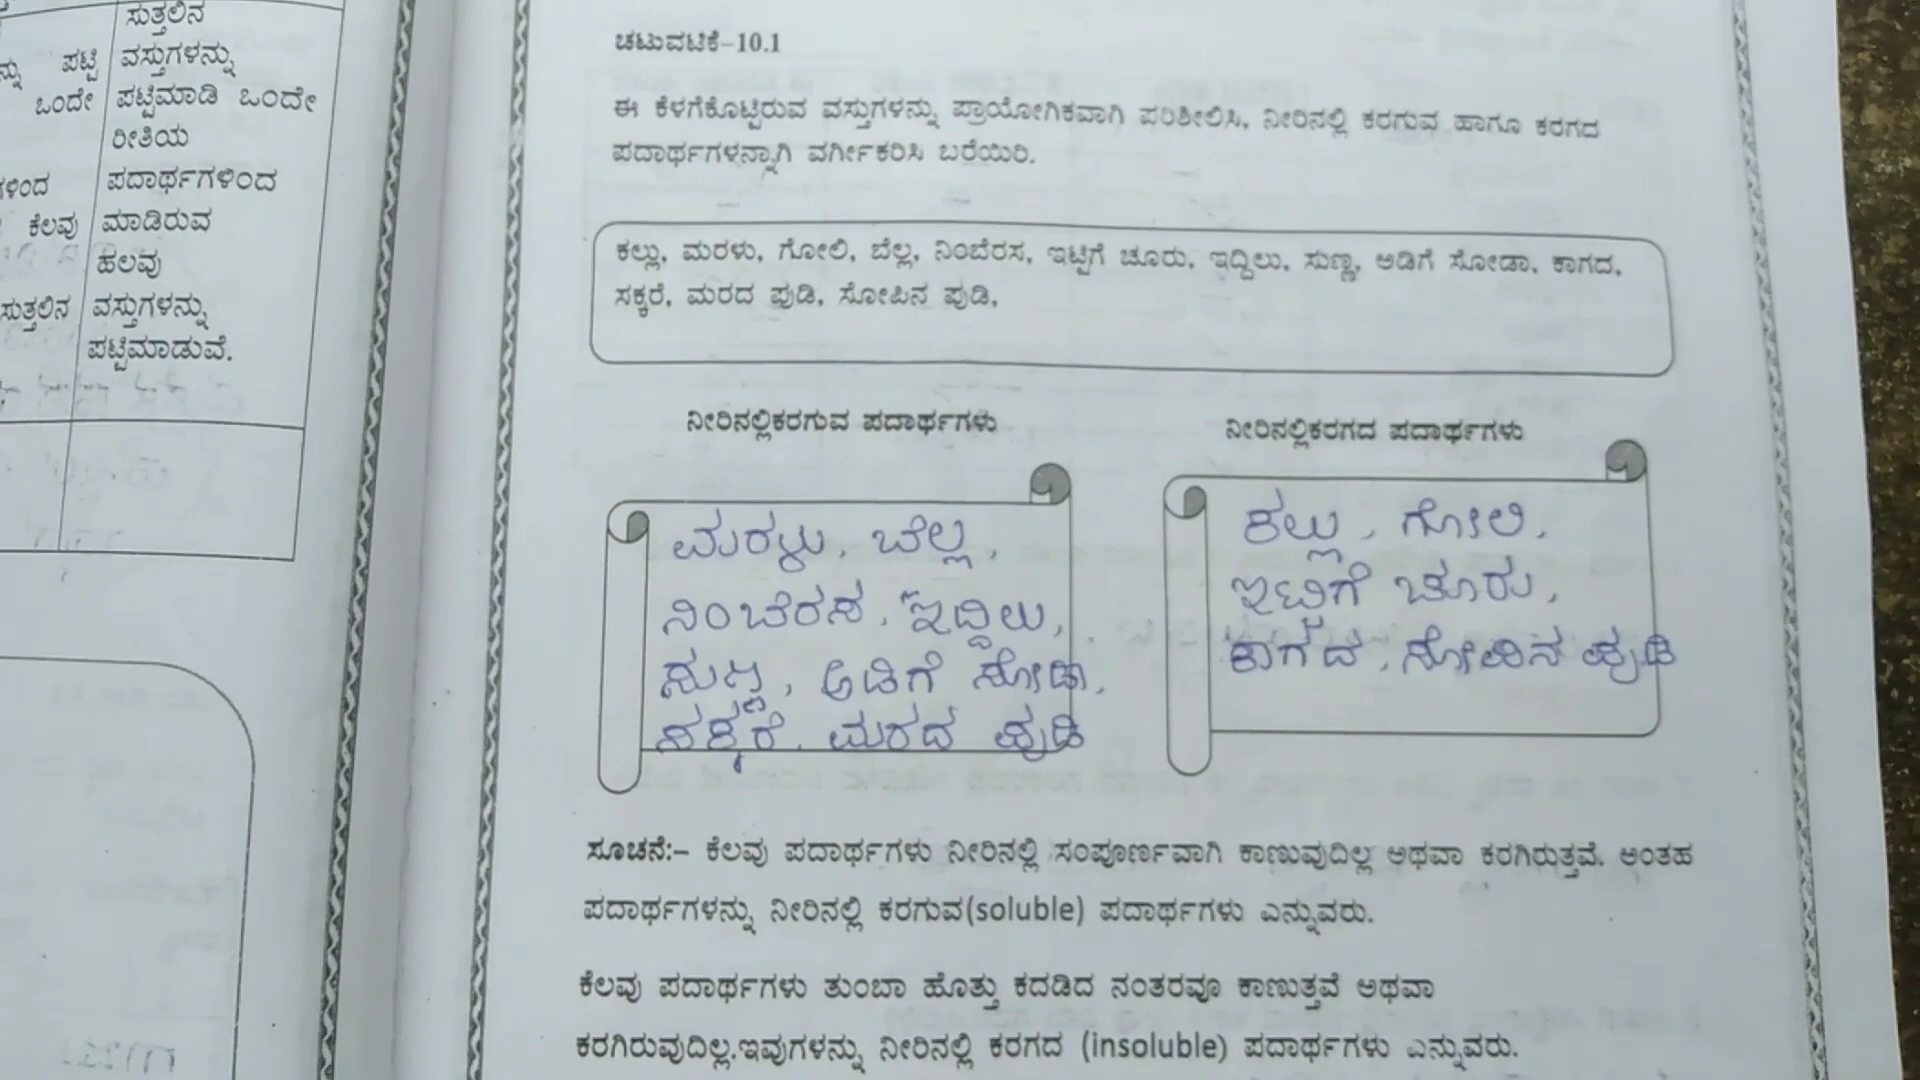 ಸುತ್ತಲಿನ
ಪಟ್ಟಿ ವಸ್ತುಗಳನ್ನು
ಒಂದೇ ಪಟ್ಟಿಮಾಡಿ ಒಂದೇ
ರೀತಿಯ
ಪದಾರ್ಥಗಳಿಂದ
ಕೆಲವು ಮಾಡಿರುವ
ಹಲವು
ಸುತ್ತಲಿನ ವಸ್ತುಗಳನ್ನು
ಪಟ್ಟಿಮಾಡುವೆ.
ಚಟುವಟಿಕೆ-10.1
ಈ ಕೆಳಗೆಕೊಟ್ಟಿರುವ ವಸ್ತುಗಳನ್ನು ಪ್ರಾಯೋಗಿಕವಾಗಿ ಪರಿಶೀಲಿಸಿ, ನೀರಿನಲ್ಲಿ ಕರಗುವ ಹಾಗೂ ಕರಗದ
ಪದಾರ್ಥಗಳನ್ನಾಗಿ ವರ್ಗೀಕರಿಸಿ ಬರೆಯಿರಿ.
ಕಲ್ಲು, ಮರಳು, ಗೋಲಿ, ಬೆಲ್ಲ, ನಿಂಬೆರಸ, ಇಟ್ಟಿಗೆ ಚೂರು, ಇದ್ದಿಲು, ಸುಣ್ಣ, ಅಡಿಗೆ ಸೋಡಾ, ಕಾಗದ,
ಸಕ್ಕರೆ, ಮರದ ಪುಡಿ, ಸೋಪಿನ ಪುಡಿ,
ನೀರಿನಲ್ಲಿಕರಗುವ ಪದಾರ್ಥಗಳು
ಮರಳು, ಬೆಲ್ಲ,
ನಿಂಬೆರಸ, ಇದ್ದಿಲು,
ಸುಣ್ಣ, ಅಡಿಗೆ ಸೋಡಾ,
ಸಕ್ಕರೆ, ಮರದ ಪುಡಿ
ನೀರಿನಲ್ಲಿಕರಗದ ಪದಾರ್ಥಗಳು
ಕಲ್ಲು, ಗೋಲಿ,
ಇಟ್ಟಿಗೆ ಚೂರು,
ಕಾಗದ, ಸೋಪಿನ ಪುಡಿ
ಸೂಚನೆ:- ಕೆಲವು ಪದಾರ್ಥಗಳು ನೀರಿನಲ್ಲಿ ಸಂಪೂರ್ಣವಾಗಿ ಕಾಣುವುದಿಲ್ಲ ಅಥವಾ ಕರಗಿರುತ್ತವೆ. ಅಂತಹ
ಪದಾರ್ಥಗಳನ್ನು ನೀರಿನಲ್ಲಿ ಕರಗುವ(soluble) ಪದಾರ್ಥಗಳು ಎನ್ನುವರು.
ಕೆಲವು ಪದಾರ್ಥಗಳು ತುಂಬಾ ಹೊತ್ತು ಕದಡಿದ ನಂತರವೂ ಕಾಣುತ್ತವೆ ಅಥವಾ
ಕರಗಿರುವುದಿಲ್ಲ.ಇವುಗಳನ್ನು ನೀರಿನಲ್ಲಿ ಕರಗದ (insoluble) ಪದಾರ್ಥಗಳು ಎನ್ನುವರು.